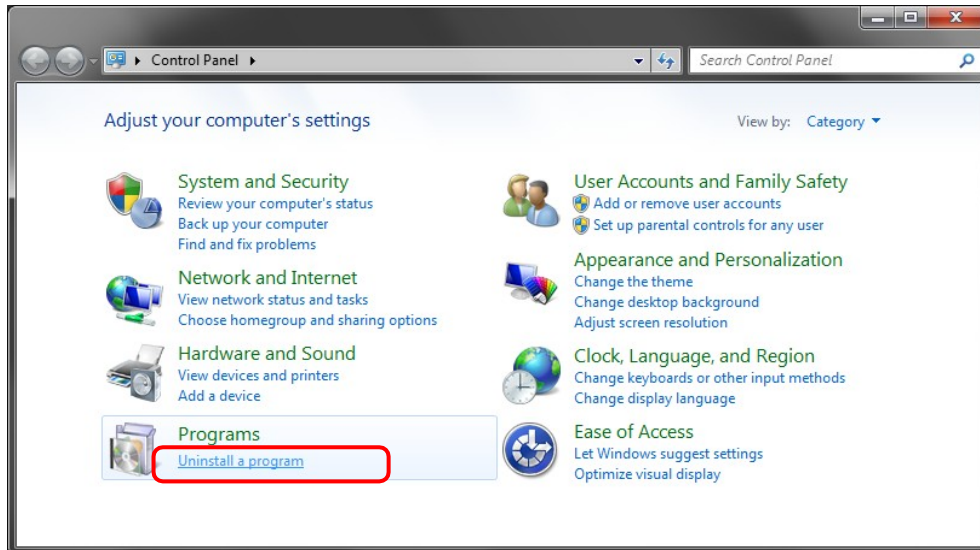 Control Panel
Search Control Panel
Adjust your computer's settings
View by: Category
System and Security
Review your computer's status
Back up your computer
Find and fix problems
Network and Internet
View network status and tasks
Choose homegroup and sharing options
Hardware and Sound
View devices and printers
Add a device
Programs
Uninstall a program
User Accounts and Family Safety
Add or remove user accounts
Set up parental controls for any user
Appearance and Personalization
Change the theme
Change desktop background
Adjust screen resolution
Clock, Language, and Region
Change keyboards or other input methods
Change display language
Ease of Access
Let Windows suggest settings
Optimize visual display